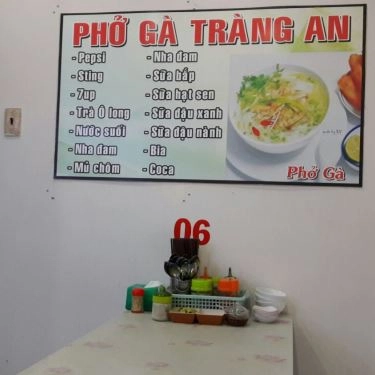 PHỞ GÀ TRÀNG AN
- Pepsi
- Sting
- 7up
- Trà Ô long
- Nước suối
- Nha đam
- Mủ chôm
- Nha đam
- Sữa bắp
- Sữa hạt sen
- Sữa đậu xanh
- Sữa đậu nành
- Bia
- Coca
Phở Gà
06